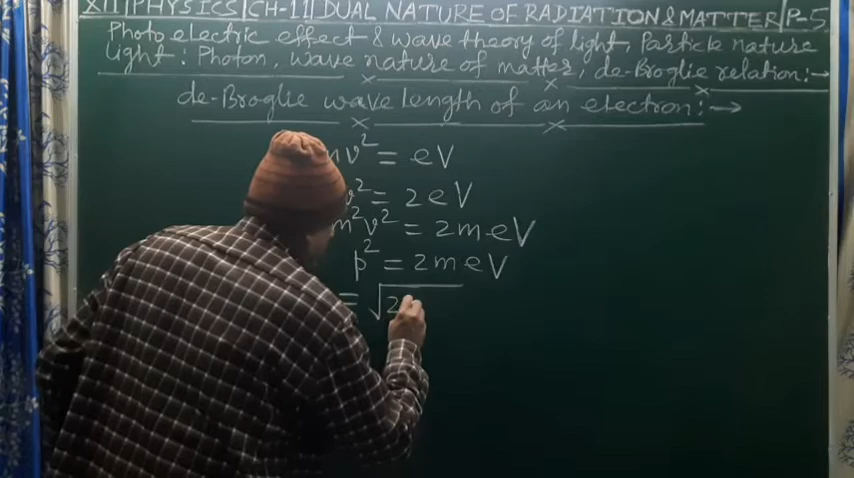 XII|PHYSICS|CH-11|DUAL NATURE OF RADIATION & MATTER|P-5
Photo electric effect & wave theory of light, Particle nature
light: Photon, wave nature of matter, de-Broglie relation:→
de-Broglie wave length of an electron:→
mv² = eV
v² = 2eV
m²v² = 2meV
p² = 2meV
= √2